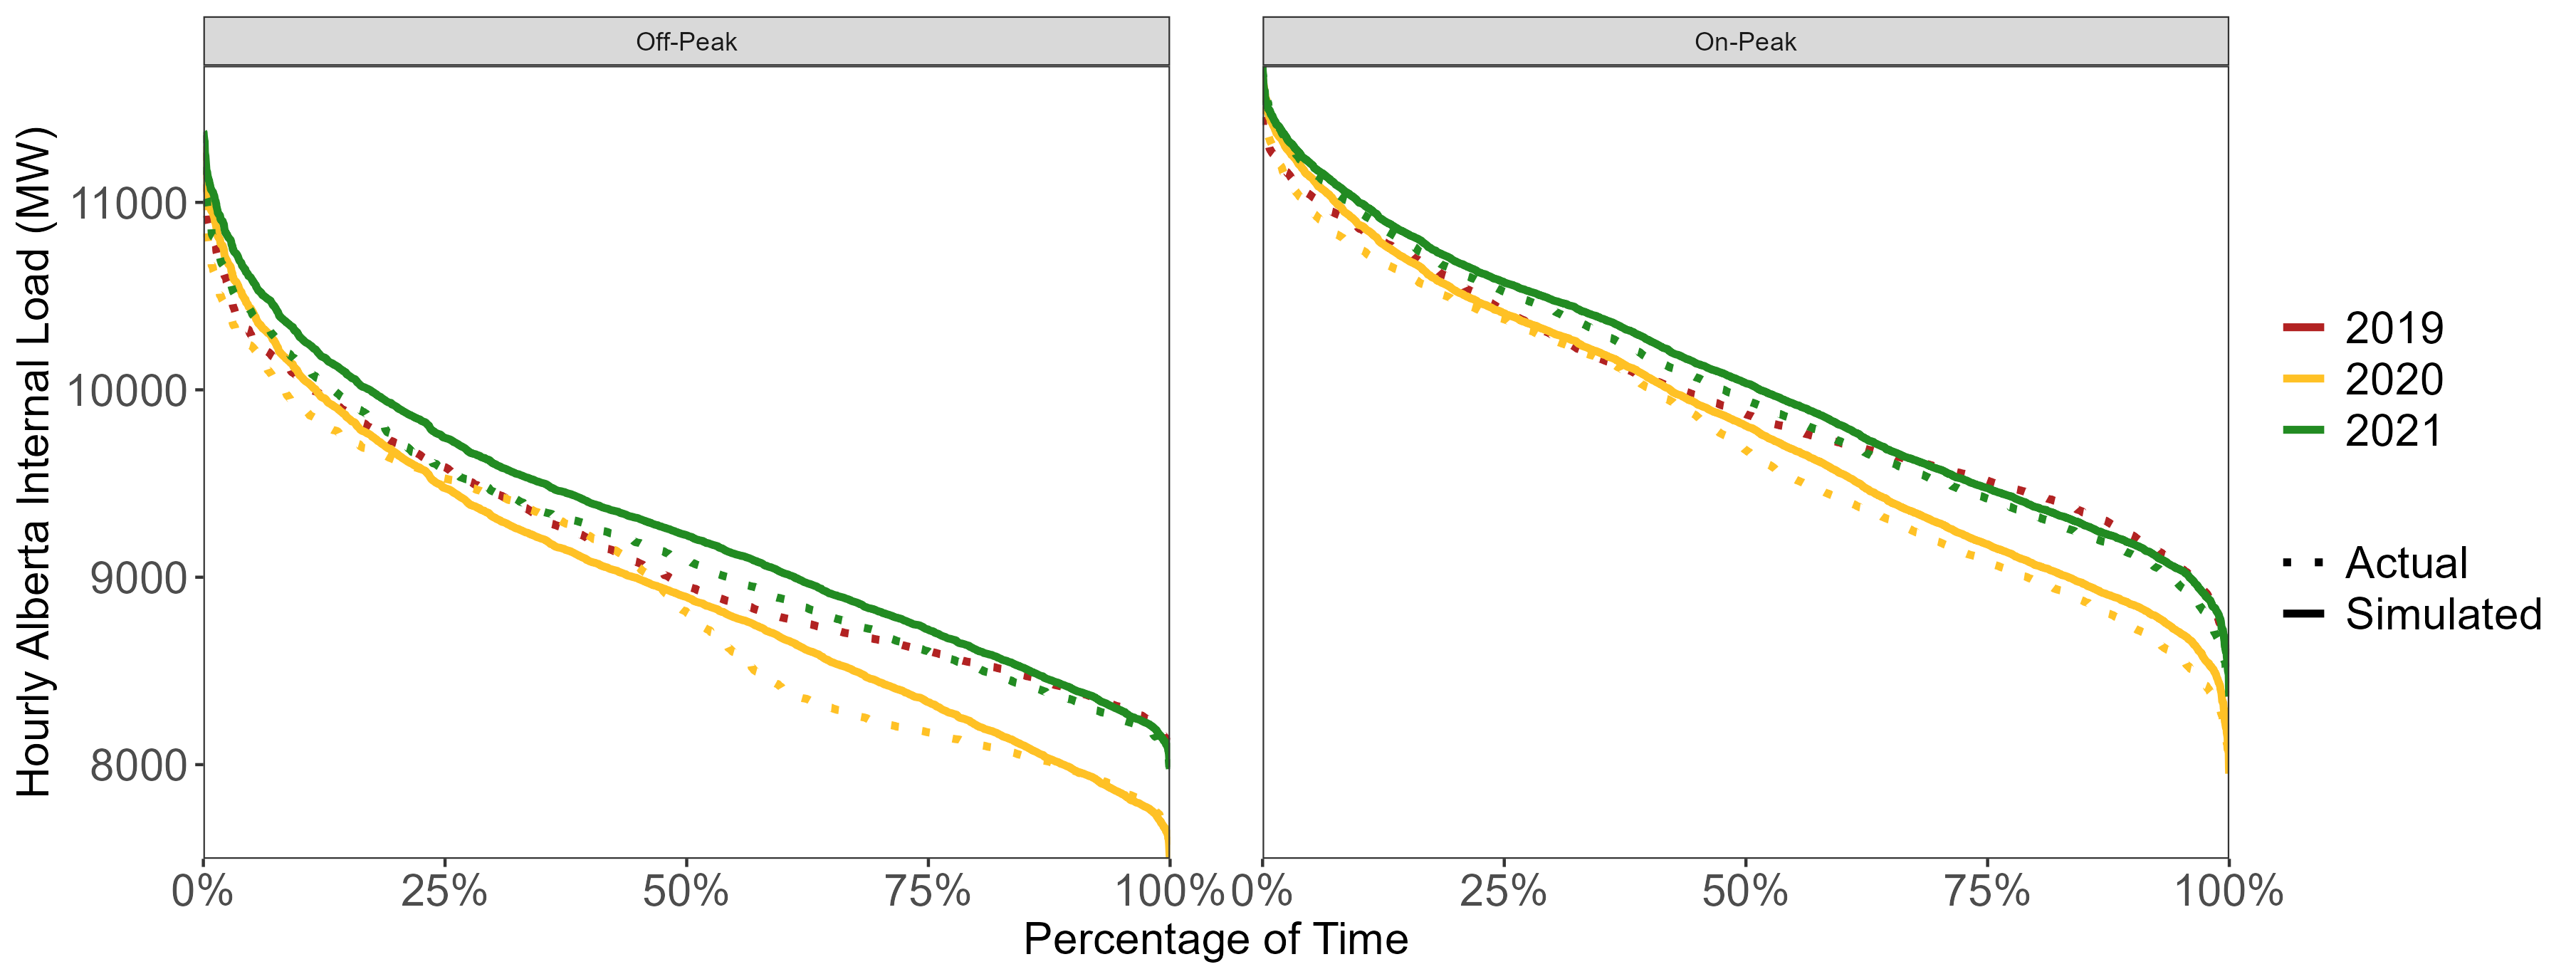 Off-Peak
On-Peak
Hourly Alberta Internal Load (MW)
11000
10000
9000
8000
0%
25%
50%
75%
100%
0%
25%
50%
75%
100%
Percentage of Time
2019
2020
2021
Actual
Simulated